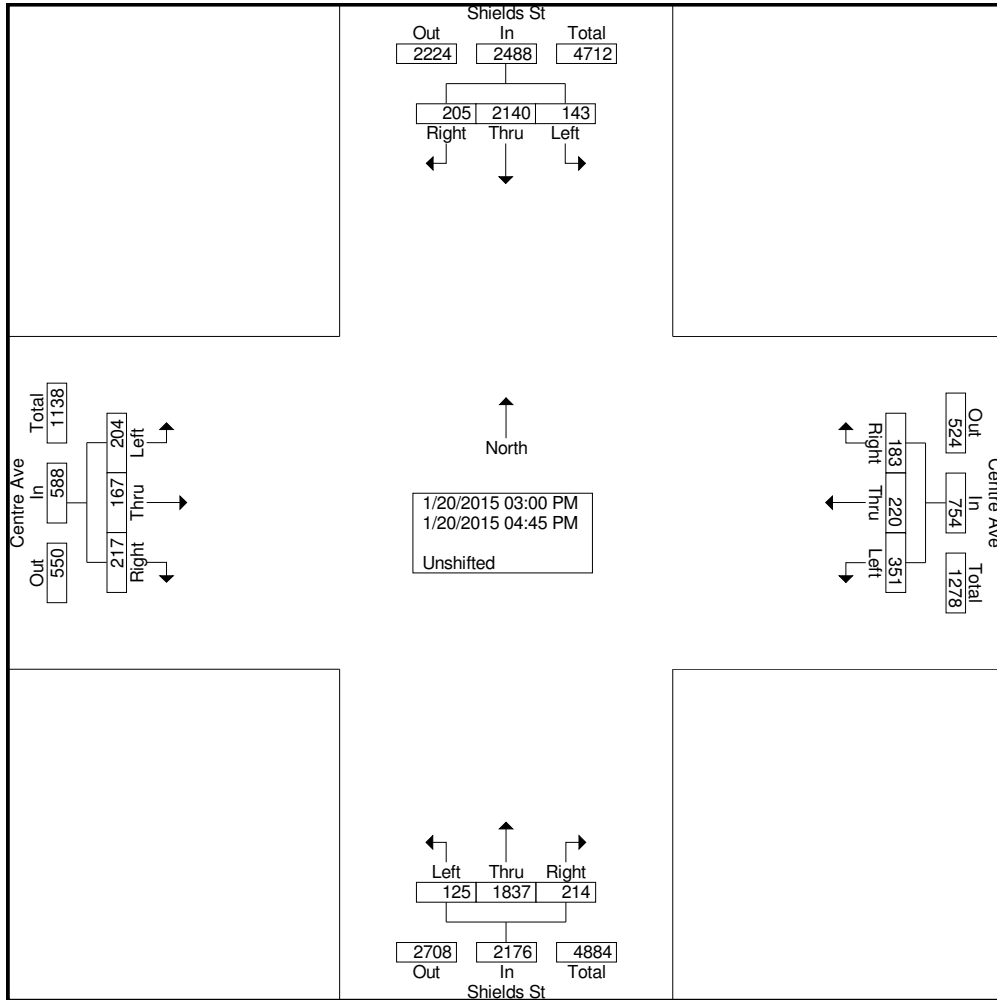 Shields St
Out In Total
2224 2488 4712
205 2140 143
Right Thru Left
Centre Ave
Total In Out
1138 588 550
204 167 217
Left Thru Right
North
1/20/2015 03:00 PM
1/20/2015 04:45 PM
Unshifted
Right Thru Left
183 220 351
Out In Total
524 754 1278
Centre Ave
Left Thru Right
125 1837 214
2708 2176 4884
Out In Total
Shields St